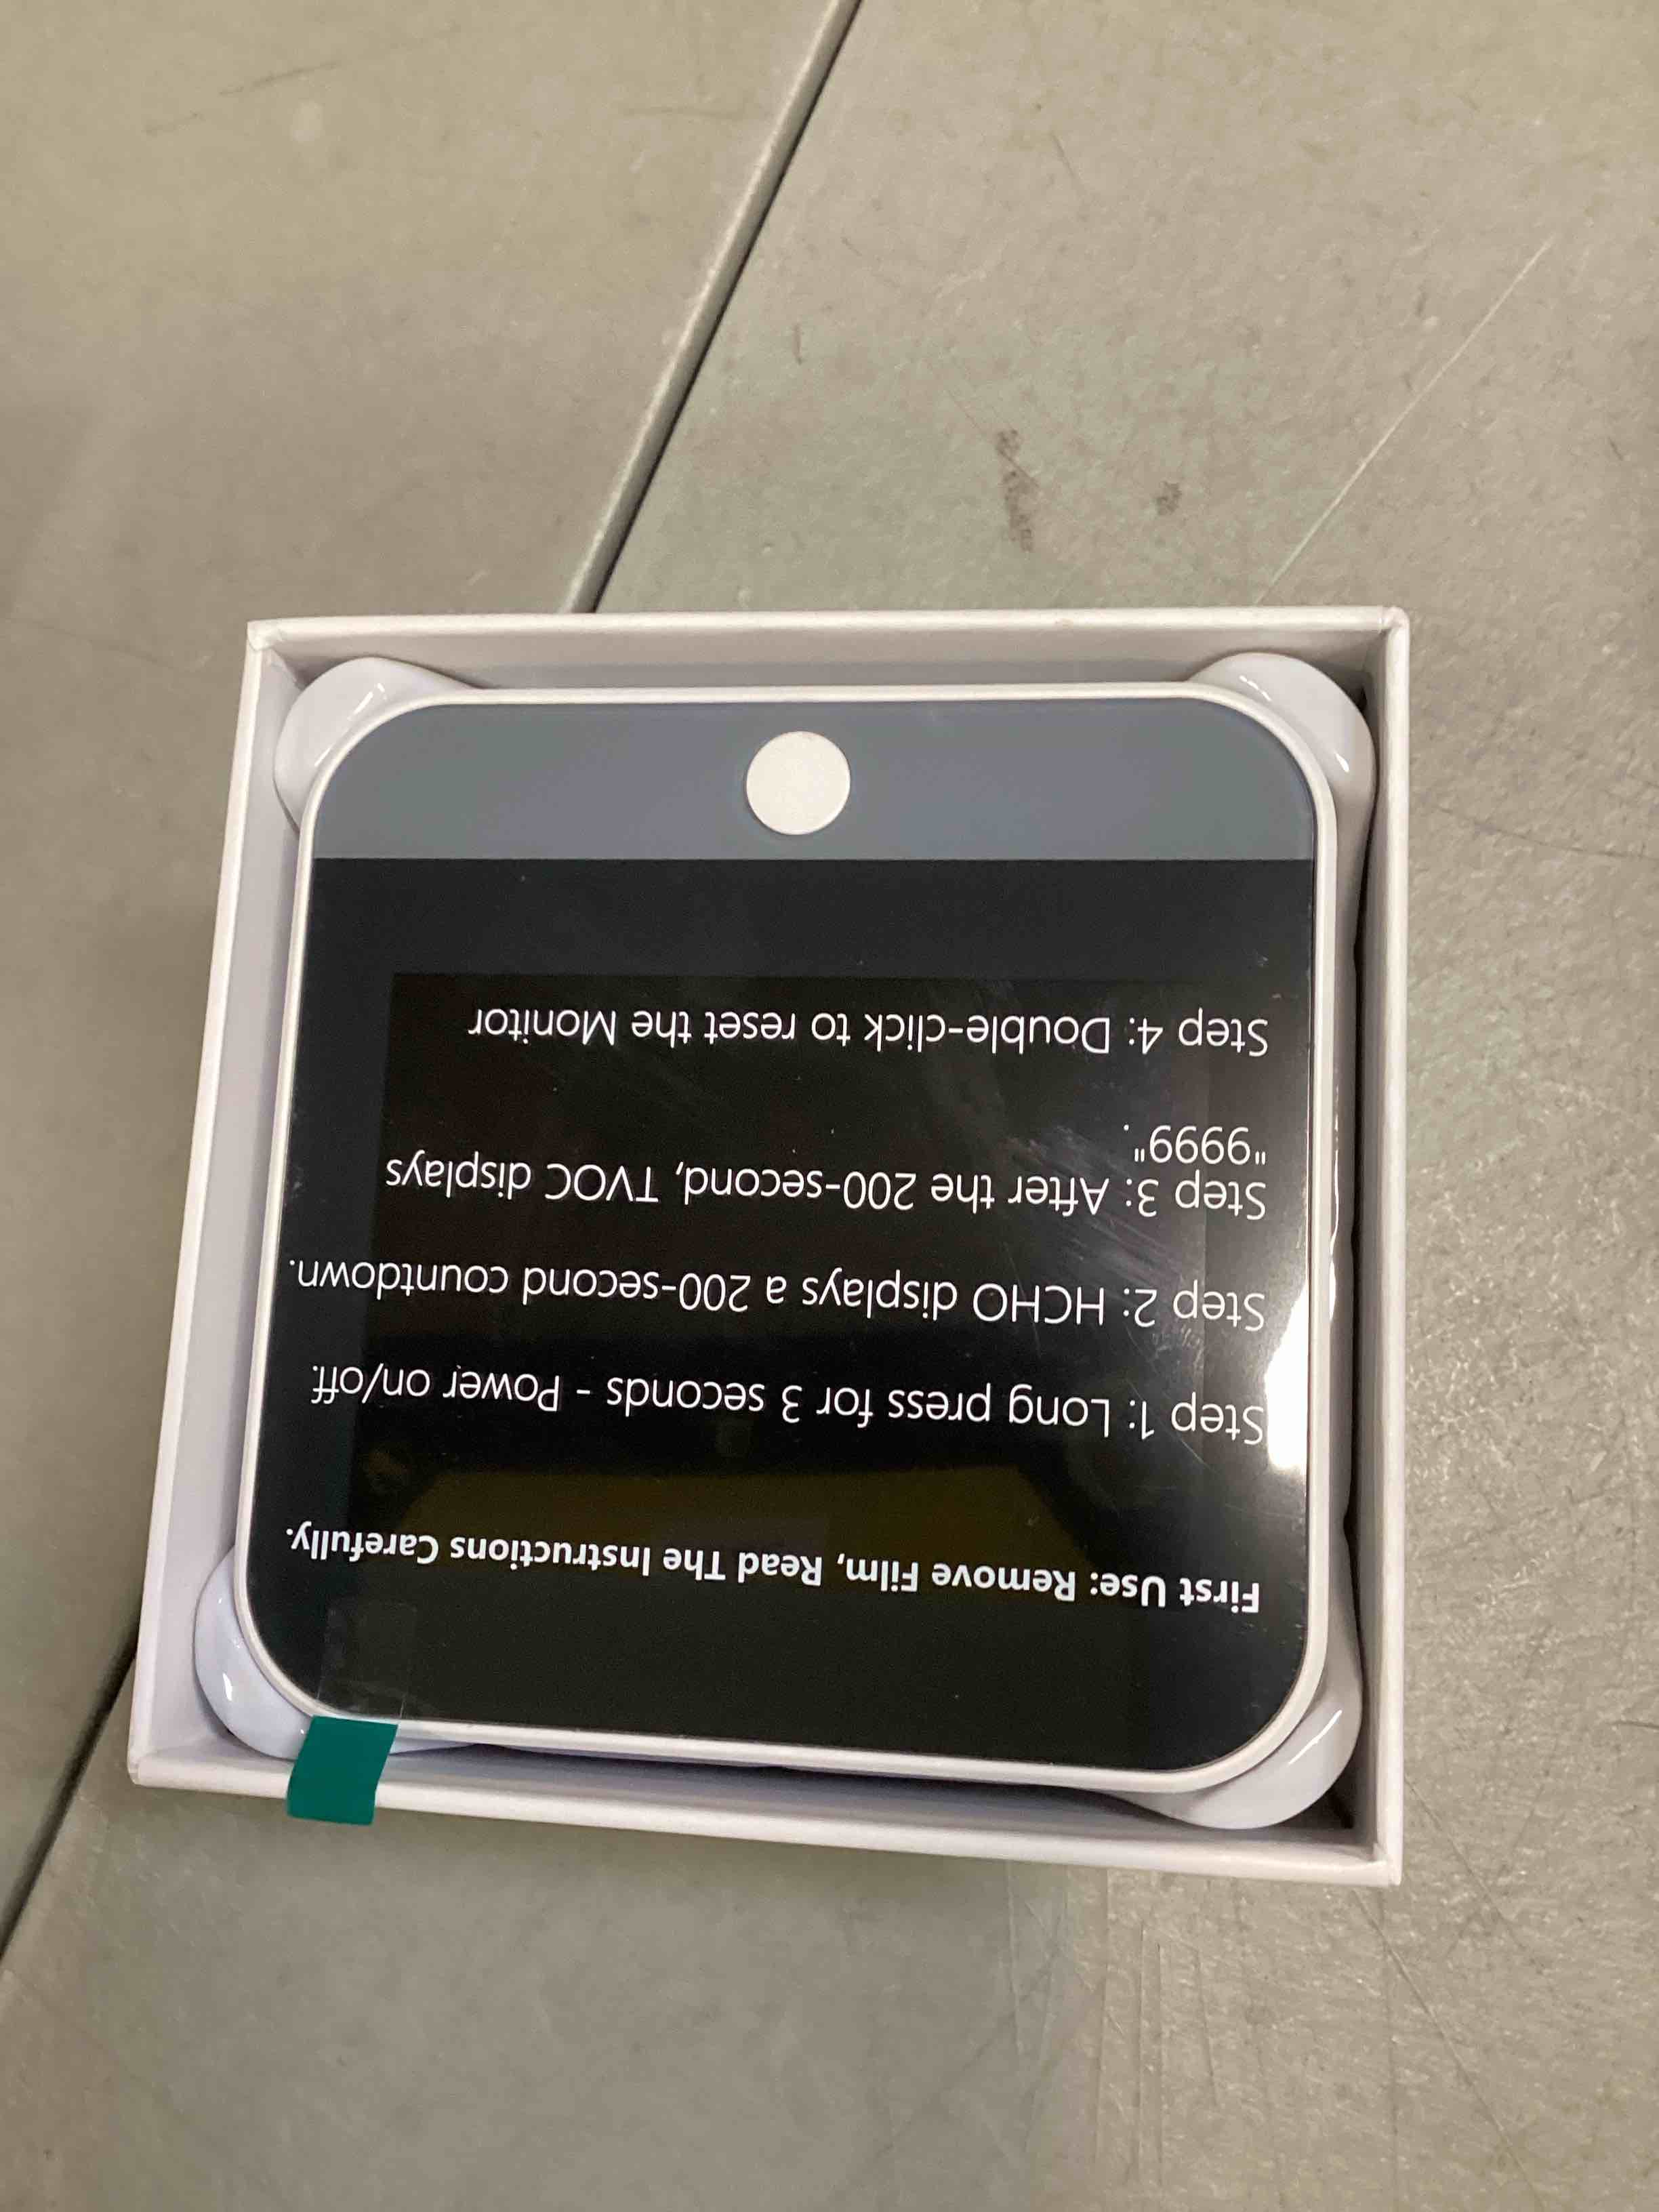 First Use: Remove Film, Read The Instructions Carefully.
Step 1: Long press for 3 seconds - Power on/off.
Step 2: HCHO displays a 200-second countdown.
Step 3: After the 200-second, TVOC displays
"9999".
Step 4: Double-click to reset the Monitor